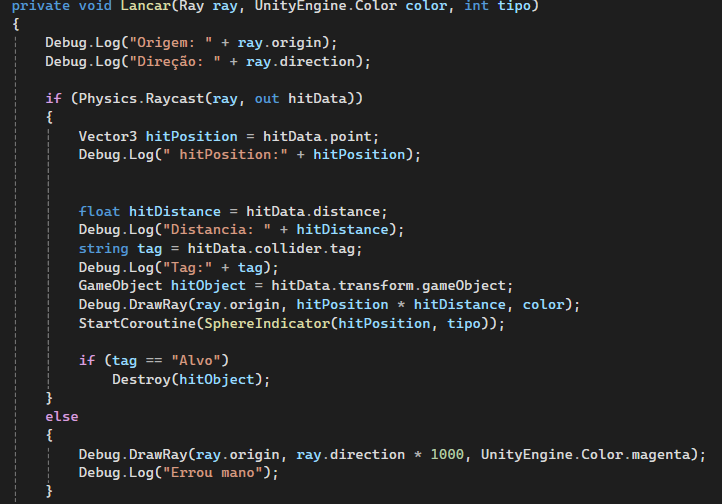 private void Lancar(Ray ray, UnityEngine.Color color, int tipo)
{
Debug.Log("Origem: " + ray.origin);
Debug.Log("Direção: " + ray.direction);
if (Physics.Raycast(ray, out hitData))
{
Vector3 hitPosition = hitData.point;
Debug.Log(" hitPosition:" + hitPosition);
float hitDistance = hitData.distance;
Debug.Log("Distancia: " + hitDistance);
string tag = hitData.collider.tag;
Debug.Log("Tag:" + tag);
GameObject hitObject = hitData.transform.gameObject;
Debug.DrawRay(ray.origin, hitPosition * hitDistance, color);
StartCoroutine(SphereIndicator(hitPosition, tipo));
if (tag == "Alvo")
Destroy(hitObject);
}
else
{
Debug.DrawRay(ray.origin, ray.direction * 1000, UnityEngine.Color.magenta);
Debug.Log("Errou mano");
}